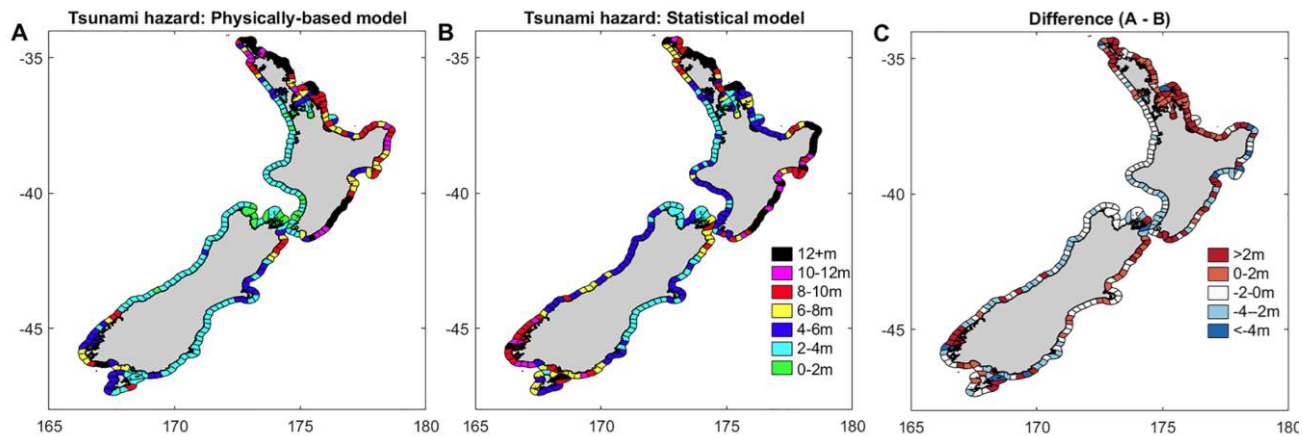 Tsunami hazard: Physically-based model
Tsunami hazard: Statistical model
Difference (A - B)
A
B
C
-35
-40
-45
165
170
175
180
-35
-40
-45
165
170
175
180
12+m
10-12m
8-10m
6-8m
4-6m
2-4m
0-2m
-35
-40
-45
165
170
175
180
>2m
0-2m
-2-0m
-4--2m
<-4m